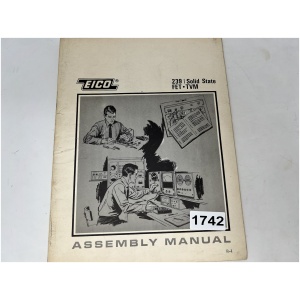 EICO®
239 | Solid State
FET • TVM
1742
ASSEMBLY MANUAL